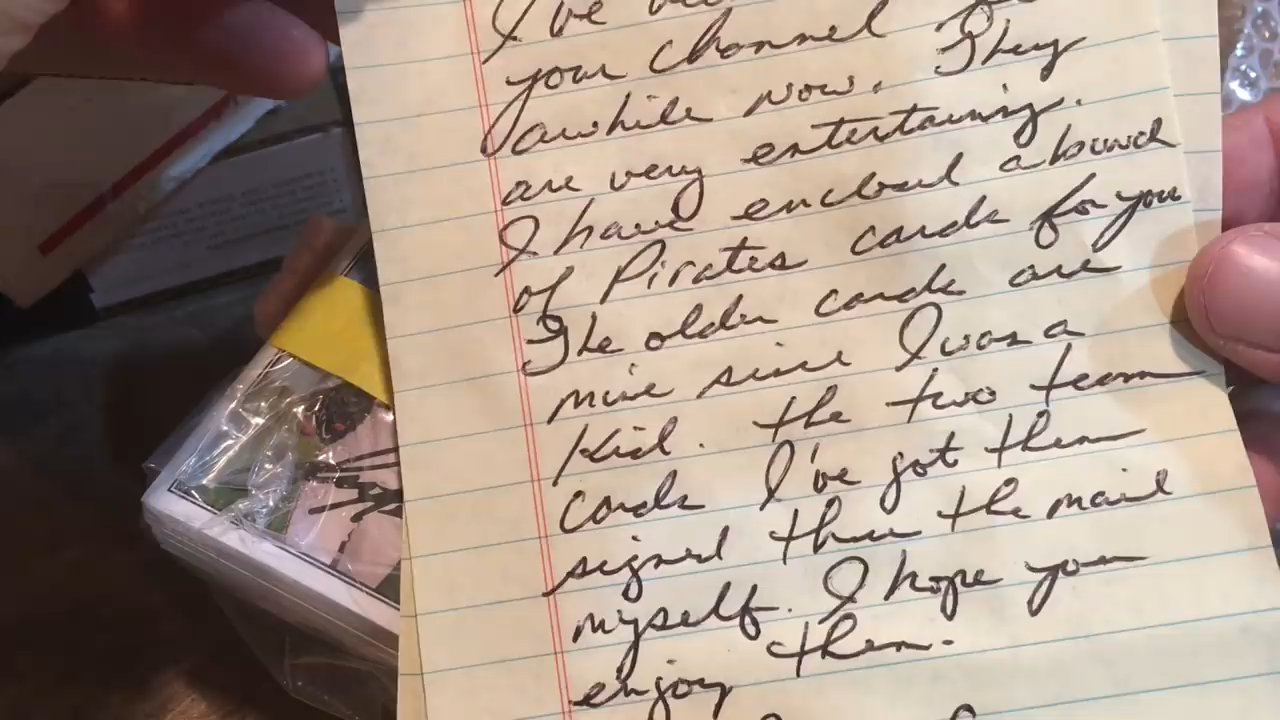 I've
your channel
awhile now. They
are very entertaining.
I have enclosed a bunch
of Pirates cards for you
The older cards are
mine since I was a
Kid. the two team
cards I've got them
signed thru the mail
myself. I hope you
enjoy them.